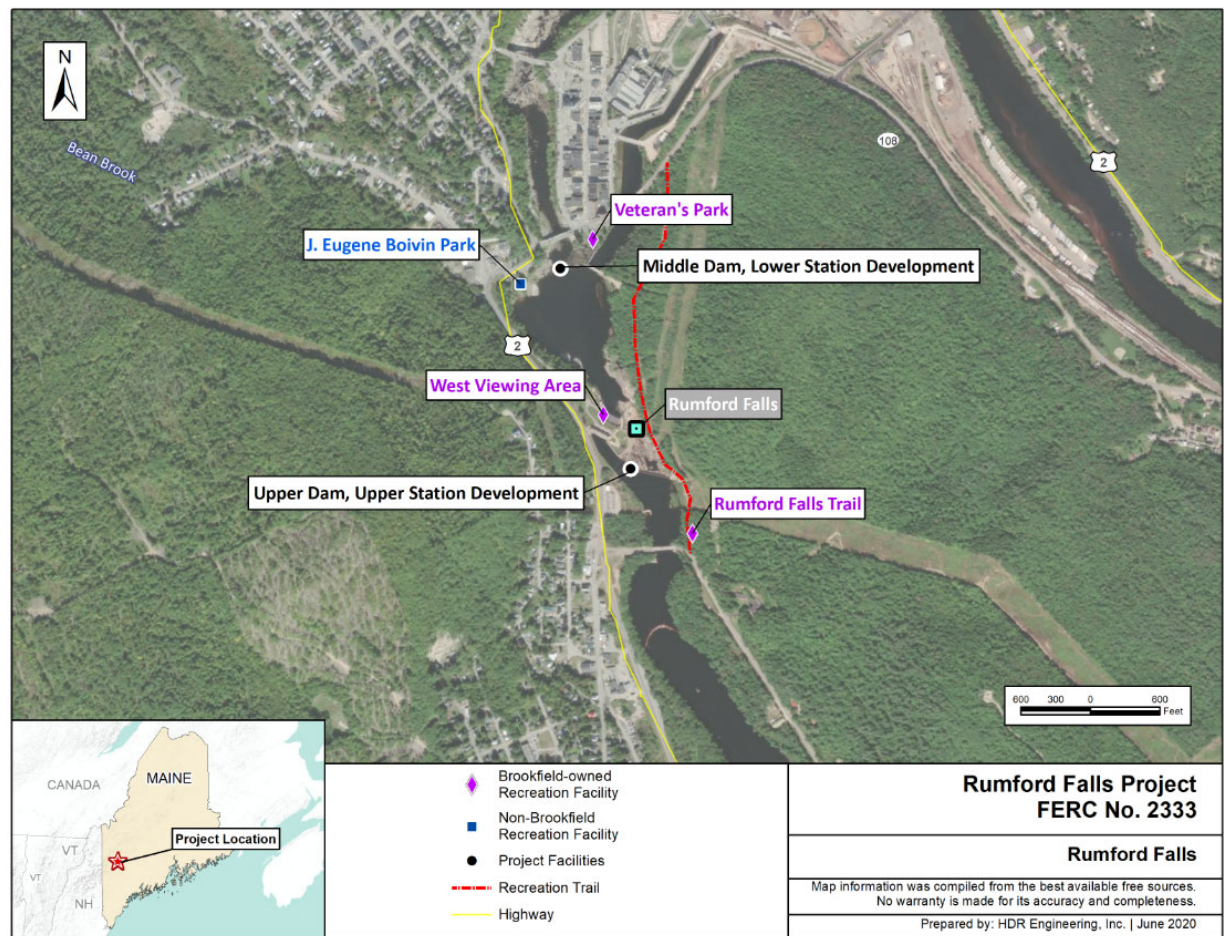 N
Bean Brook
108
2
Veteran's Park
J. Eugene Boivin Park
Middle Dam, Lower Station Development
2
West Viewing Area
Rumford Falls
Upper Dam, Upper Station Development
Rumford Falls Trail
600 300 0 600
Feet
CANADA
MAINE
Project Location
VT
VT
NH
Brookfield-owned
Recreation Facility
Non-Brookfield
Recreation Facility
Project Facilities
Recreation Trail
Highway
Rumford Falls Project
FERC No. 2333
Rumford Falls
Map information was compiled from the best available free sources.
No warranty is made for its accuracy and completeness.
Prepared by: HDR Engineering, Inc. | June 2020